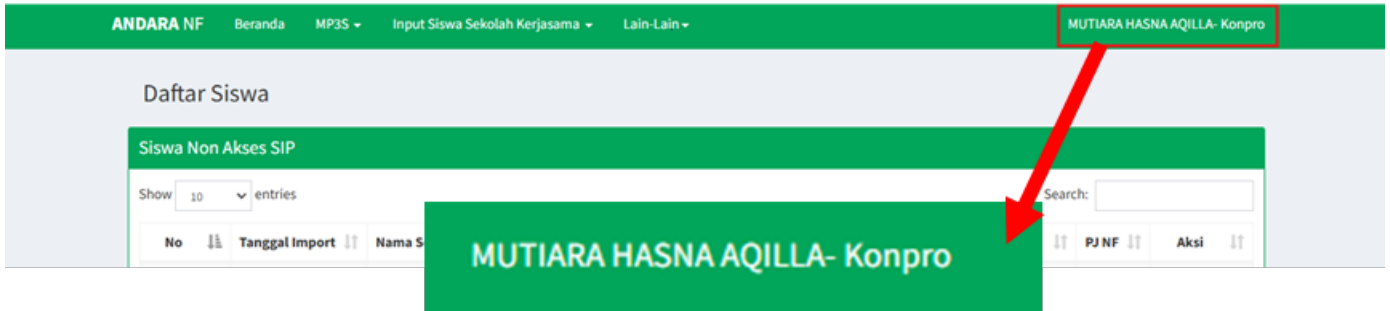 ANDARA NF Beranda MP3S Input Siswa Sekolah Kerjasama Lain-Lain MUTIARA HASNA AQILLA- Konpro
Daftar Siswa
Siswa Non Akses SIP
Show 10 entries Search:
No Tanggal Import Nama S PJ NF Aksi
MUTIARA HASNA AQILLA- Konpro